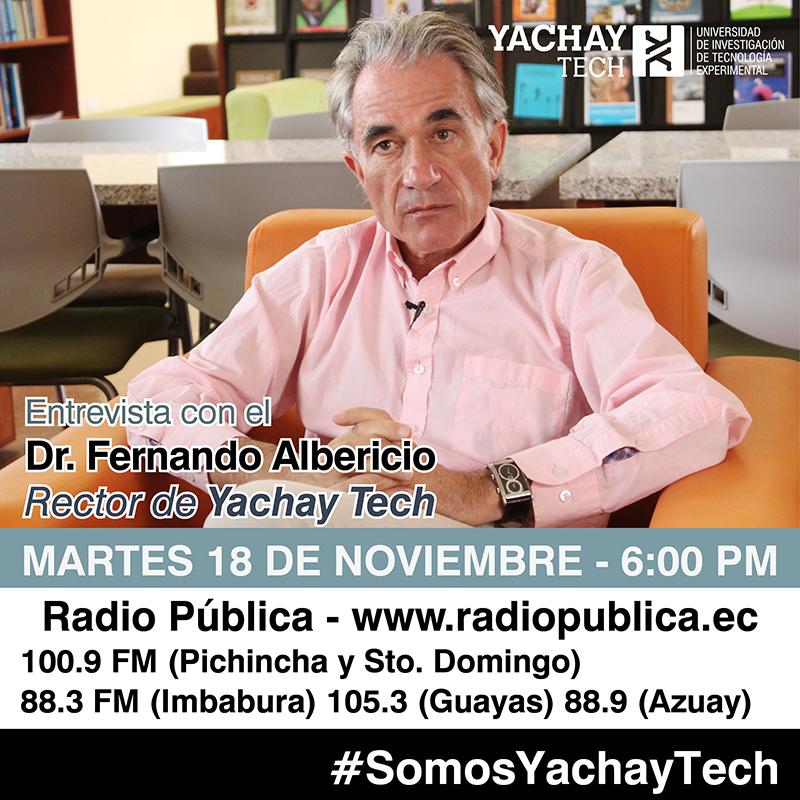 YACHAY
TECH
UNIVERSIDAD
DE INVESTIGACIÓN
DE TECNOLOGÍA
EXPERIMENTAL
Entrevista con el
Dr. Fernando Albericio
Rector de Yachay Tech
MARTES 18 DE NOVIEMBRE - 6:00 PM
Radio Pública - www.radiopublica.ec
100.9 FM (Pichincha y Sto. Domingo)
88.3 FM (Imbabura) 105.3 (Guayas) 88.9 (Azuay)
#SomosYachayTech